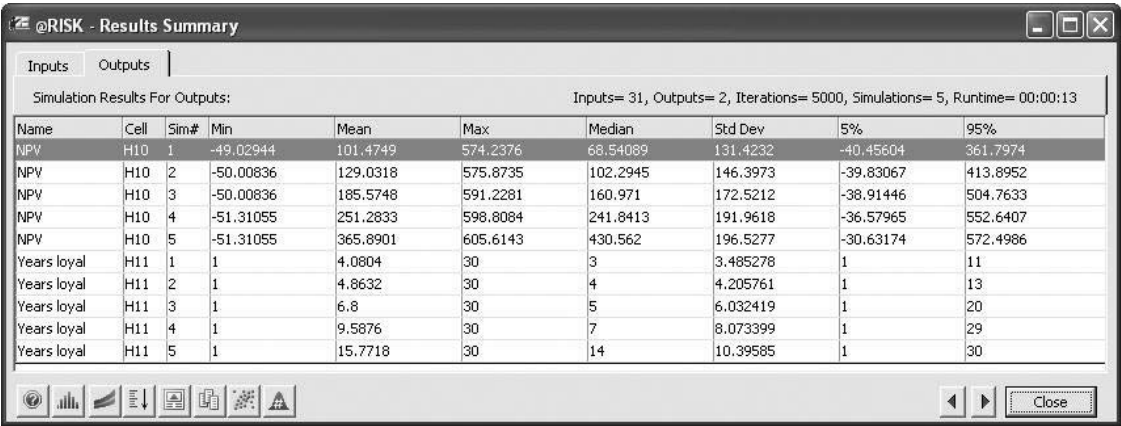 @RISK - Results Summary
Inputs Outputs
Simulation Results For Outputs: Inputs= 31, Outputs= 2, Iterations= 5000, Simulations= 5, Runtime= 00:00:13
Name Cell Sim# Min Mean Max Median Std Dev 5% 95%
NPV H10 1 -49.02944 101.4749 574.2376 68.54089 131.4232 -40.45604 361.7974
NPV H10 2 -50.00836 129.0318 575.8735 102.2945 146.3973 -39.83067 413.8952
NPV H10 3 -50.00836 185.5748 591.2281 160.971 172.5212 -38.91446 504.7633
NPV H10 4 -51.31055 251.2833 598.8084 241.8413 191.9618 -36.57965 552.6407
NPV H10 5 -51.31055 365.8901 605.6143 430.562 196.5277 -30.63174 572.4986
Years loyal H11 1 1 4.0804 30 3 3.485278 1 11
Years loyal H11 2 1 4.8632 30 4 4.205761 1 13
Years loyal H11 3 1 6.8 30 5 6.032419 1 20
Years loyal H11 4 1 9.5876 30 7 8.073399 1 29
Years loyal H11 5 1 15.7718 30 14 10.39585 1 30
Close